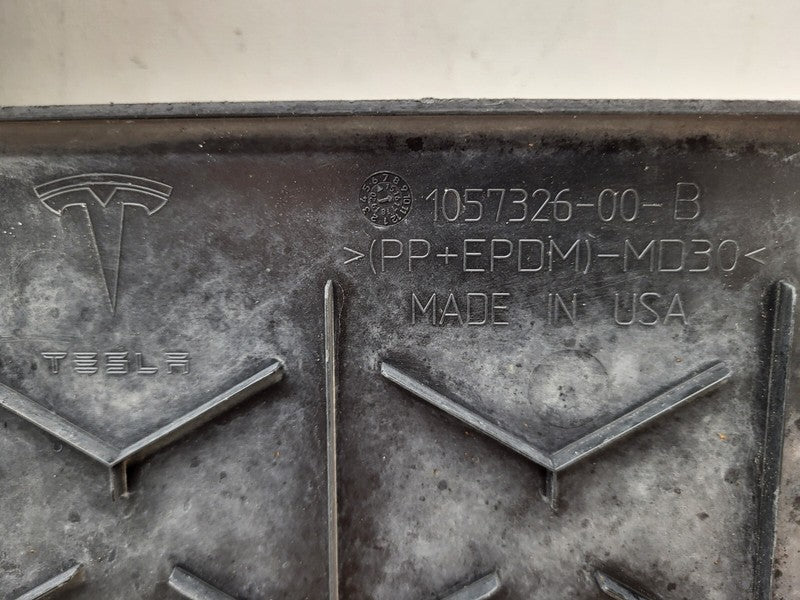 1057326-00-B
>(PP+EPDM)-MD30<
MADE IN USA
TESLA